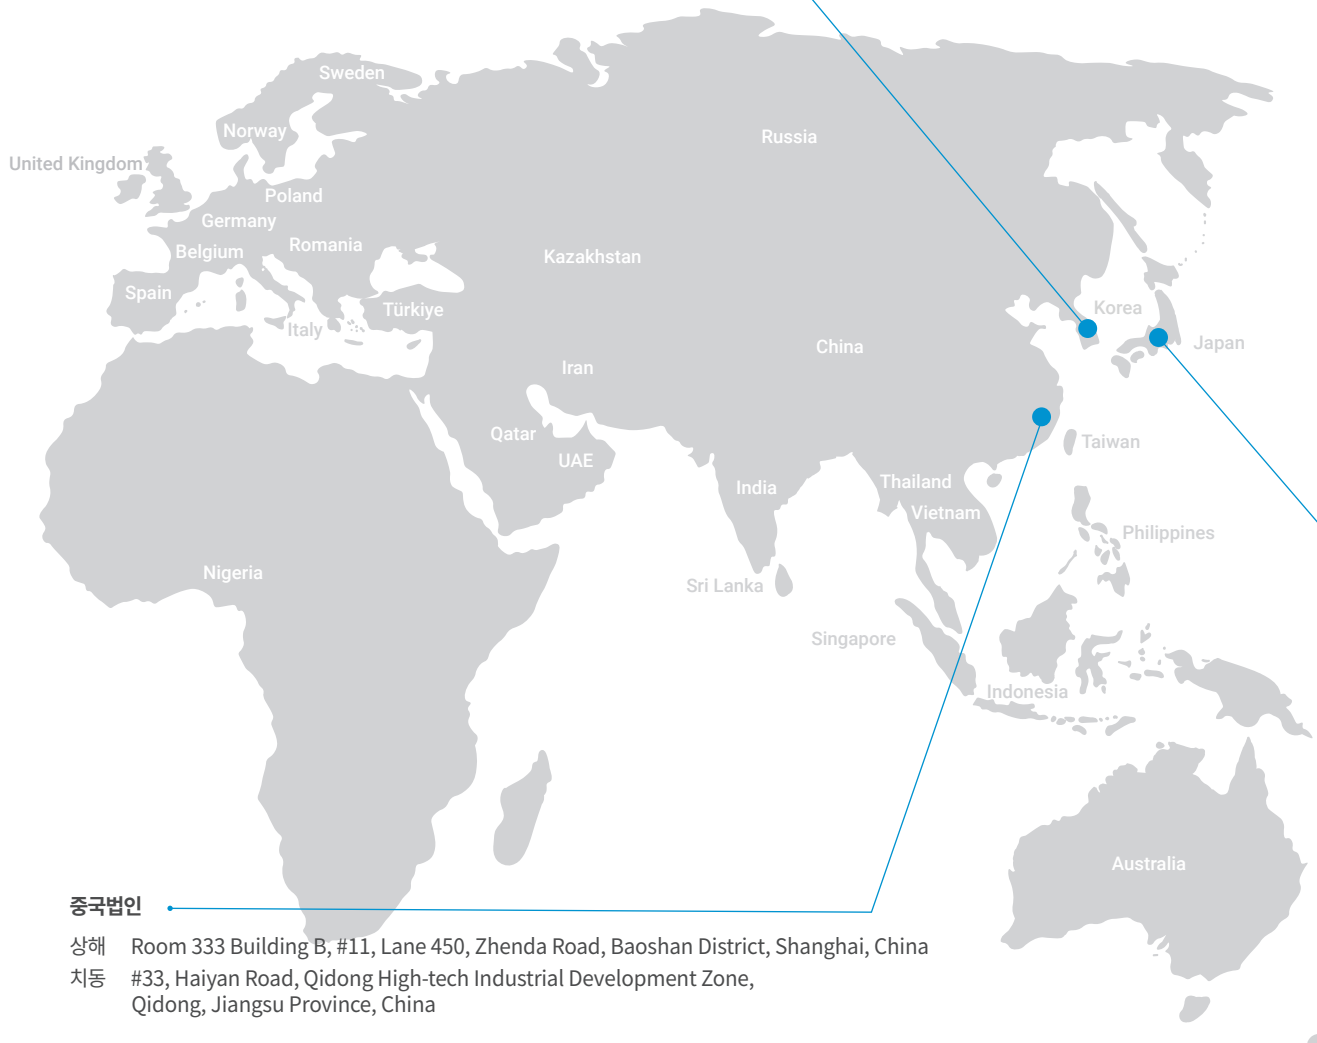 Sweden
Norway
Russia
United Kingdom
Poland
Germany
Romania
Belgium
Kazakhstan
Spain
Korea
Türkiye
Italy
Japan
China
Iran
Qatar
Taiwan
UAE
Thailand
India
Vietnam
Philippines
Nigeria
Sri Lanka
Singapore
Indonesia
Australia
중국법인
상해 Room 333 Building B, #11, Lane 450, Zhenda Road, Baoshan District, Shanghai, China
치동 #33, Haiyan Road, Qidong High-tech Industrial Development Zone,
Qidong, Jiangsu Province, China